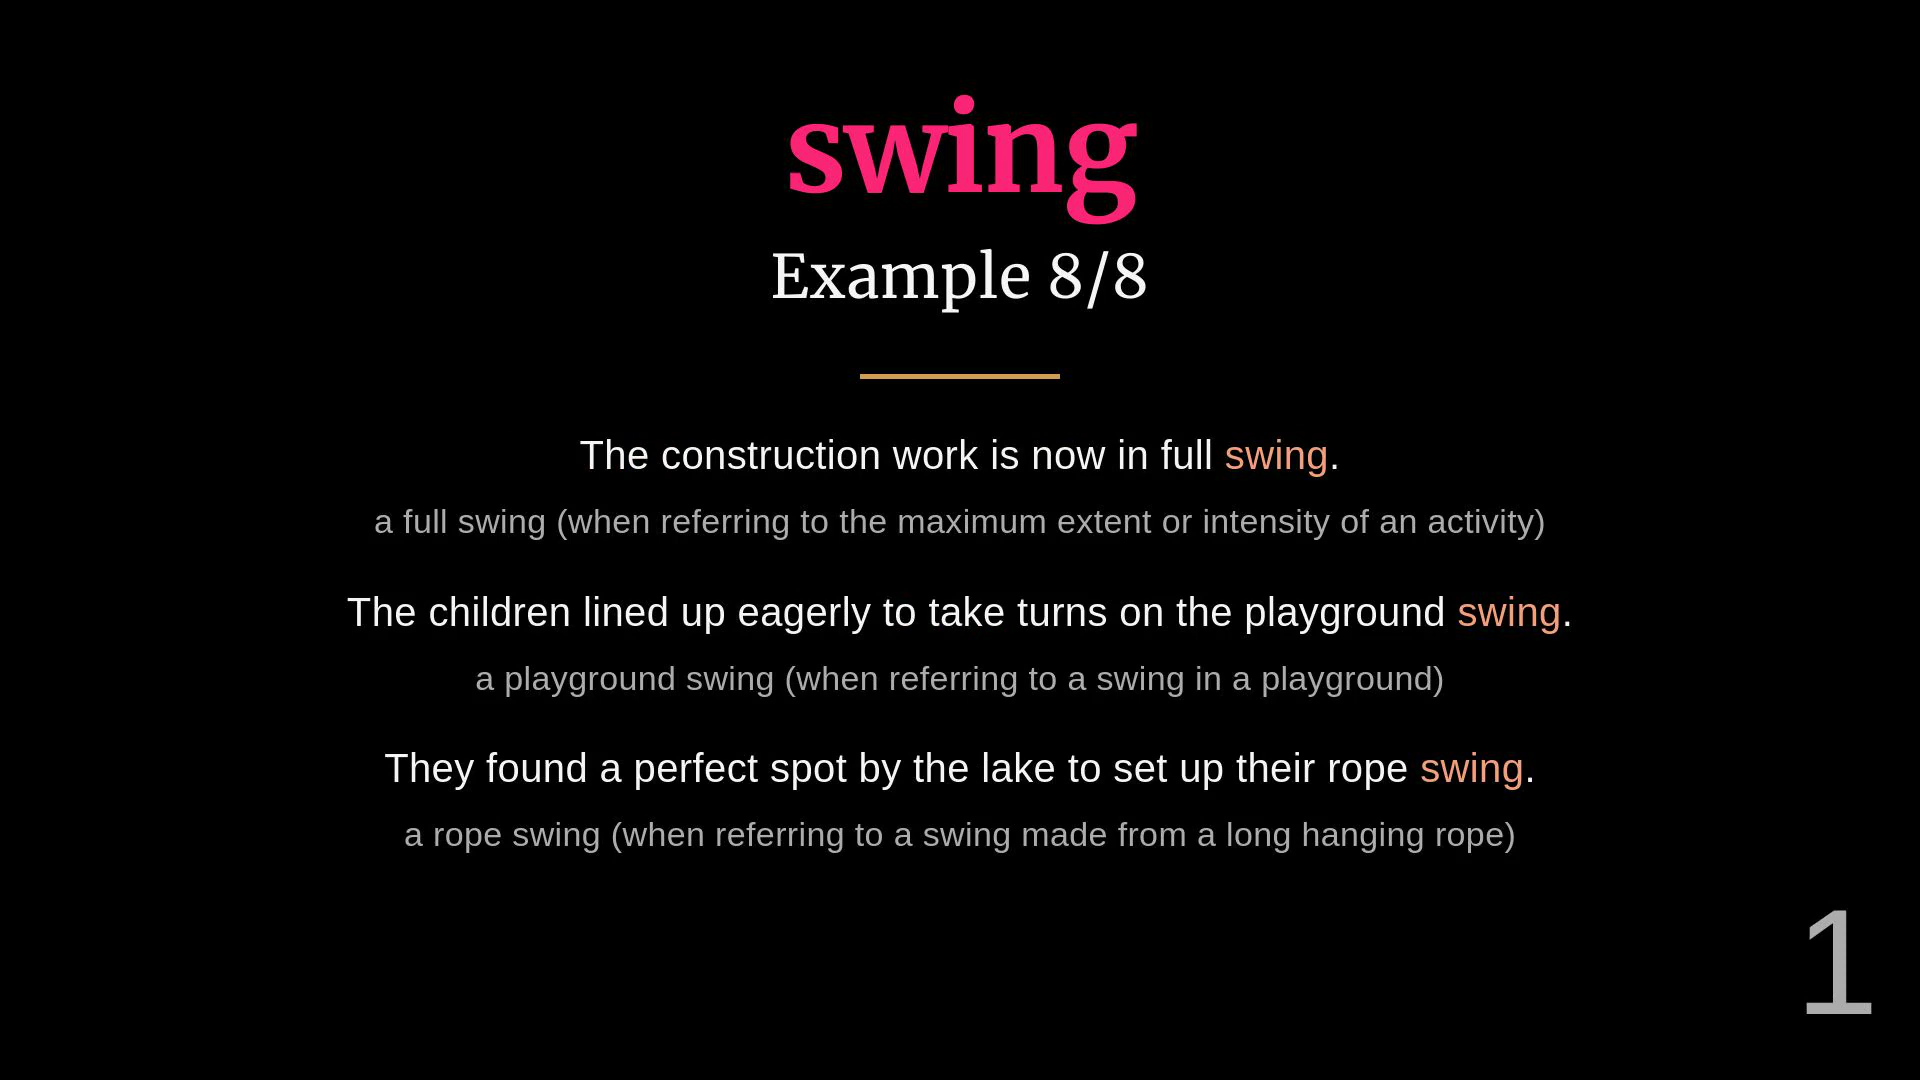 swing
Example 8/8
The construction work is now in full swing.
a full swing (when referring to the maximum extent or intensity of an activity)
The children lined up eagerly to take turns on the playground swing.
a playground swing (when referring to a swing in a playground)
They found a perfect spot by the lake to set up their rope swing.
a rope swing (when referring to a swing made from a long hanging rope)
1